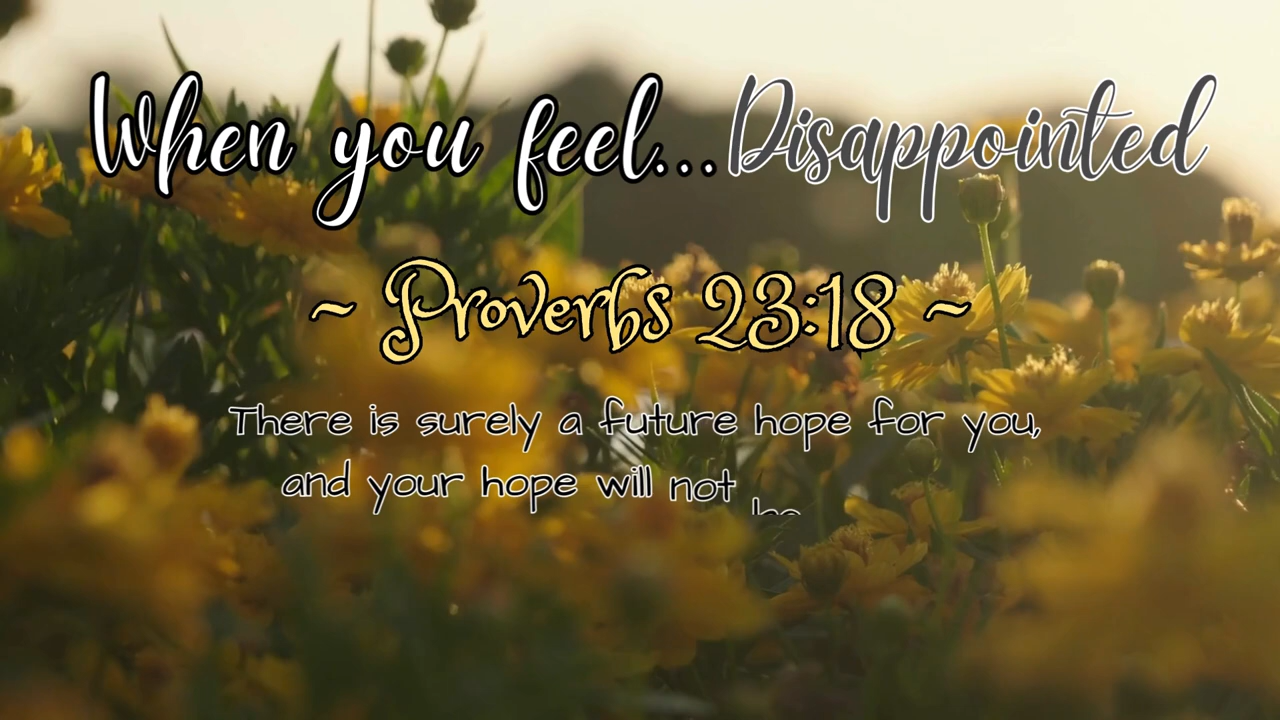 When you feel...Disappointed
~ Proverbs 23:18 ~
There is surely a future hope for you,
and your hope will not